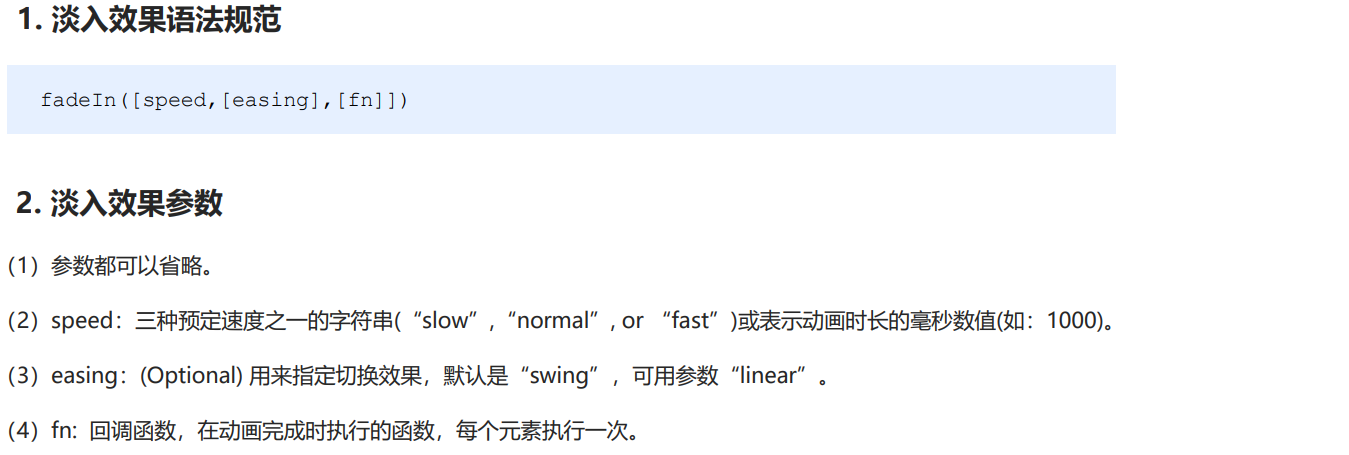 1. 淡入效果语法规范
fadeIn([speed,[easing],[fn]])
2. 淡入效果参数
（1）参数都可以省略。
（2）speed：三种预定速度之一的字符串(“slow”,“normal”, or “fast”)或表示动画时长的毫秒数值(如：1000)。
（3）easing：(Optional) 用来指定切换效果，默认是“swing”，可用参数“linear”。
（4）fn: 回调函数，在动画完成时执行的函数，每个元素执行一次。